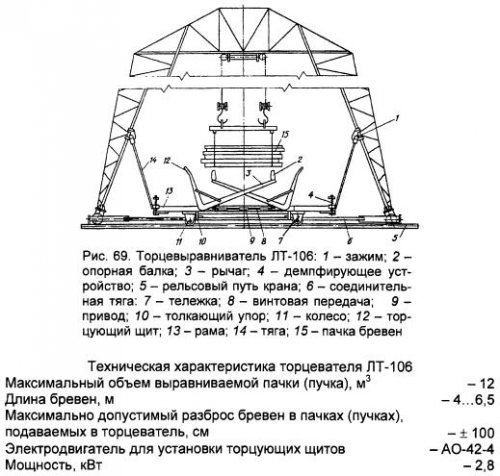 1
15
2
12
3
14
13
4
11
10
9
8
7
6
5
Рис. 69. Торцевыравниватель ЛТ-106: 1 – зажим; 2 –
опорная балка; 3 – рычаг; 4 – демпфирующее уст-
ройство; 5 – рельсовый путь крана; 6 – соединитель-
ная тяга: 7 – тележка; 8 – винтовая передача; 9 –
привод; 10 – толкающий упор; 11 – колесо; 12 – тор-
цующий щит; 13 – рама; 14 – тяга; 15 – пачка бревен
Техническая характеристика торцевателя ЛТ-106
Максимальный объем выравниваемой пачки (пучка), м³ – 12
Длина бревен, м – 4...6,5
Максимально допустимый разброс бревен в пачках (пучках),
подаваемых в торцеватель, см – ± 100
Электродвигатель для установки торцующих щитов – АО-42-4
Мощность, кВт – 2,8